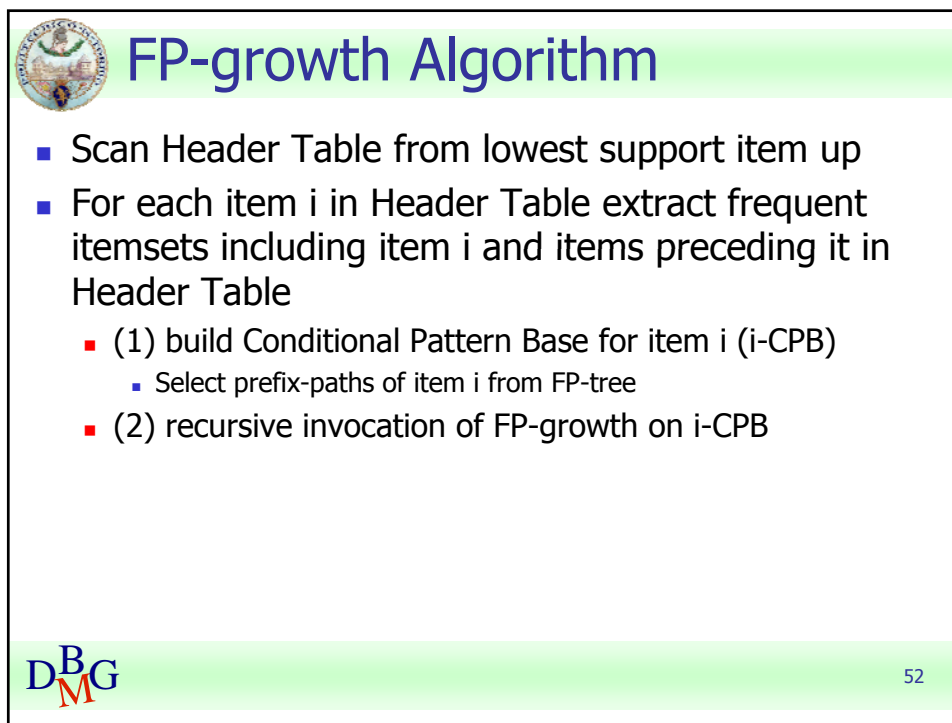 FP-growth Algorithm
Scan Header Table from lowest support item up
For each item i in Header Table extract frequent
itemsets including item i and items preceding it in
Header Table
(1) build Conditional Pattern Base for item i (i-CPB)
Select prefix-paths of item i from FP-tree
(2) recursive invocation of FP-growth on i-CPB
DBMG
52